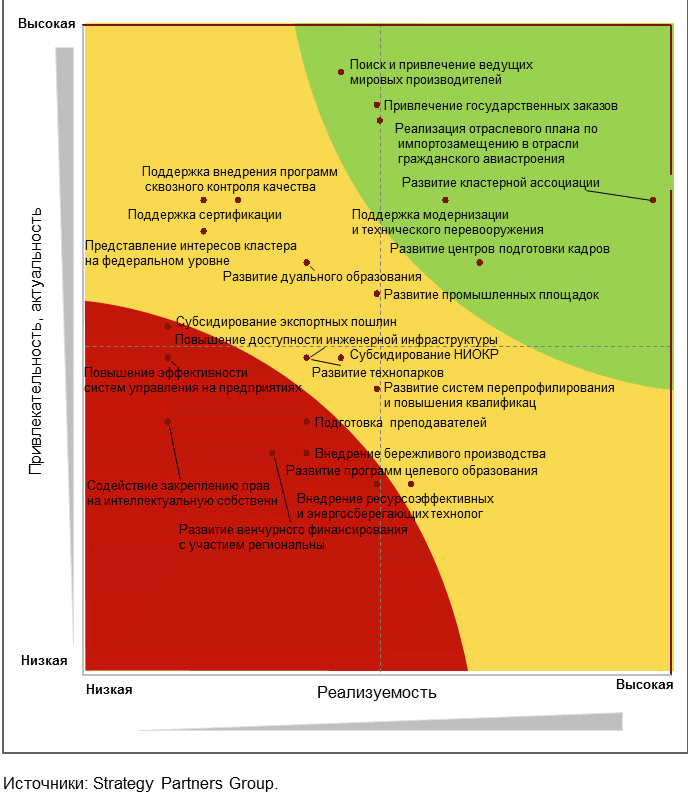 Высокая
Поиск и привлечение ведущих
мировых производителей
Привлечение государственных заказов
Реализация отраслевого плана по
импортозамещению в отрасли
гражданского авиастроения
Поддержка внедрения программ
сквозного контроля качества
Развитие кластерной ассоциации
Поддержка сертификации
Поддержка модернизации
и технического перевооружения
Представление интересов кластера
на федеральном уровне
Развитие центров подготовки кадров
Развитие дуального образования
Развитие промышленных площадок
Субсидирование экспортных пошлин
Повышение доступности инженерной инфраструктуры
Субсидирование НИОКР
Повышение эффективности
систем управления на предприятиях
Развитие технопарков
Развитие систем перепрофилирования
и повышения квалификац
Подготовка преподавателей
Внедрение бережливого производства
Развитие программ целевого образования
Содействие закреплению прав
на интеллектуальную собственн
Внедрение ресурсоэффективных
и энергосберегающих технолог
Развитие венчурного финансирования
с участием региональны
Привлекательность, актуальность
Низкая
Низкая
Реализуемость
Высокая
Источники: Strategy Partners Group.